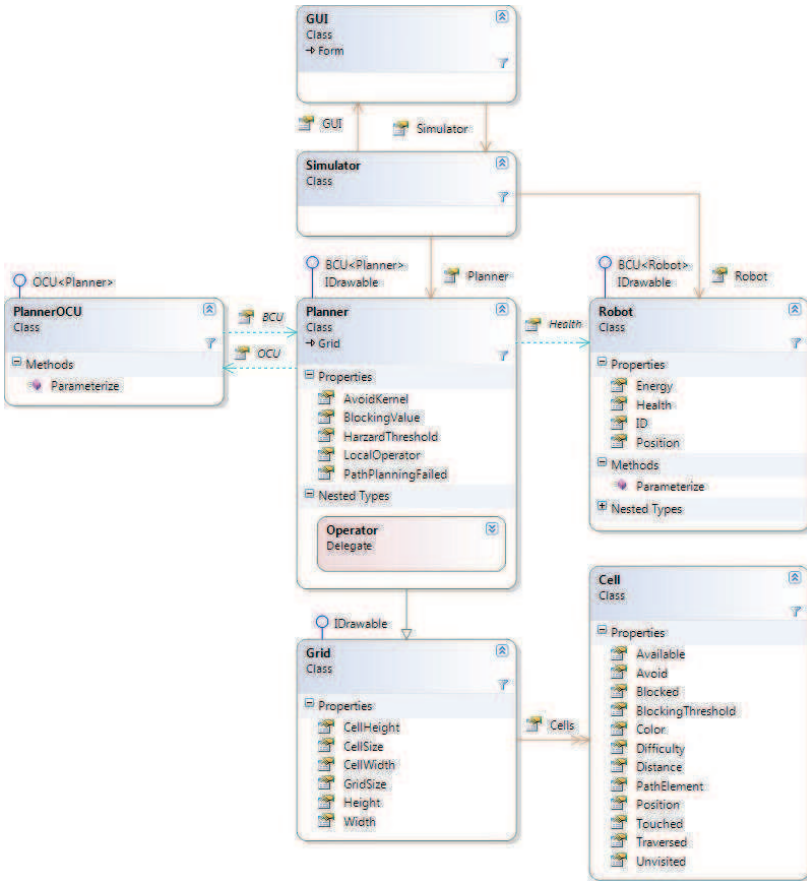 GUI
Class
Form
GUI
Simulator
Simulator
Class
OCU<Planner>
BCU<Planner>
IDrawable
Planner
BCU<Robot>
IDrawable
Robot
PlannerOCU
Class
Methods
Parameterize
BCU
OCU
Planner
Class
Grid
Properties
AvoidKernel
BlockingValue
HarzardThreshold
LocalOperator
PathPlanningFailed
Nested Types
Operator
Delegate
Health
Robot
Class
Properties
Energy
Health
ID
Position
Methods
Parameterize
Nested Types
IDrawable
Grid
Class
Properties
CellHeight
CellSize
CellWidth
GridSize
Height
Width
Cells
Cell
Class
Properties
Available
Avoid
Blocked
BlockingThreshold
Color
Difficulty
Distance
PathElement
Position
Touched
Traversed
Unvisited